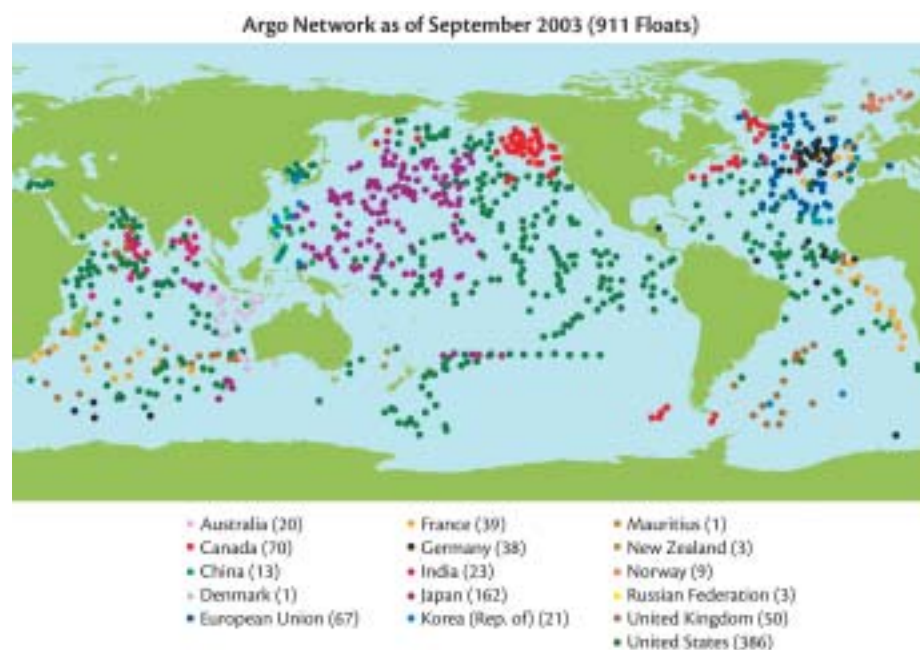 Argo Network as of September 2003 (911 Floats)
Australia (20)
Canada (70)
China (13)
Denmark (1)
European Union (67)
France (39)
Germany (38)
India (23)
Japan (162)
Korea (Rep. of) (21)
Mauritius (1)
New Zealand (3)
Norway (9)
Russian Federation (3)
United Kingdom (50)
United States (386)